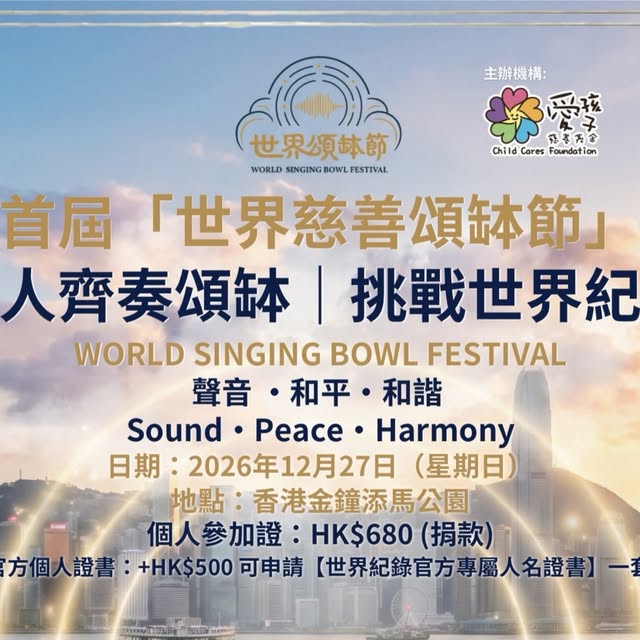 主辦機構:
愛孩子
慈善基金
Child Cares Foundation
世界頌缽節
WORLD SINGING BOWL FESTIVAL
首屆「世界慈善頌缽節」
人齊奏頌缽｜挑戰世界紀
WORLD SINGING BOWL FESTIVAL
聲音・和平・和諧
Sound・Peace・Harmony
日期：2026年12月27日（星期日）
地點：香港金鐘添馬公園
個人參加證：HK$680 (捐款)
官方個人證書：+HK$500 可申請【世界紀錄官方專屬人名證書】一套